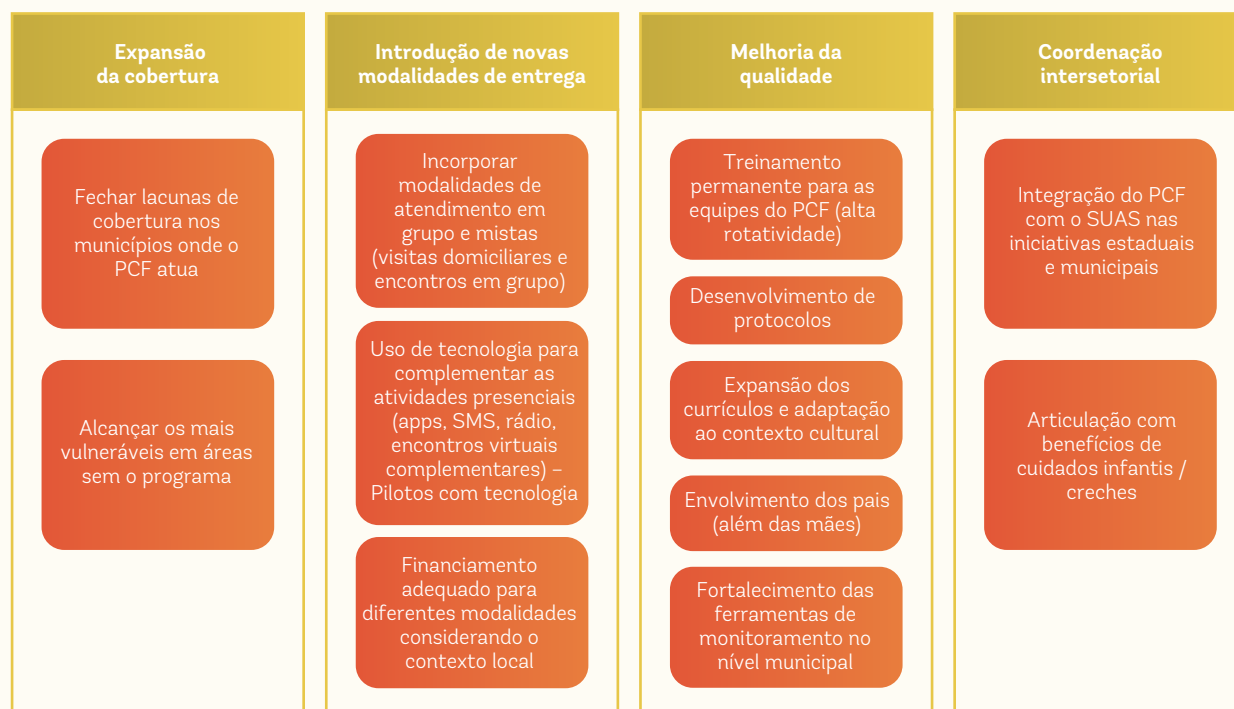 Expansão
da cobertura
Fechar lacunas de
cobertura nos
municípios onde o
PCF atua
Alcançar os mais
vulneráveis em áreas
sem o programa
Introdução de novas
modalidades de entrega
Incorporar
modalidades de
atendimento em
grupo e mistas
(visitas domiciliares e
encontros em grupo)
Uso de tecnologia para
complementar as
atividades presenciais
(apps, SMS, rádio,
encontros virtuais
complementares) –
Pilotos com tecnologia
Financiamento
adequado para
diferentes modalidades
considerando o
contexto local
Melhoria da
qualidade
Treinamento
permanente para as
equipes do PCF (alta
rotatividade)
Desenvolvimento de
protocolos
Expansão dos
currículos e adaptação
ao contexto cultural
Envolvimento dos pais
(além das mães)
Fortalecimento das
ferramentas de
monitoramento no
nível municipal
Coordenação
intersetorial
Integração do PCF
com o SUAS nas
iniciativas estaduais
e municipais
Articulação com
benefícios de
cuidados infantis /
creches